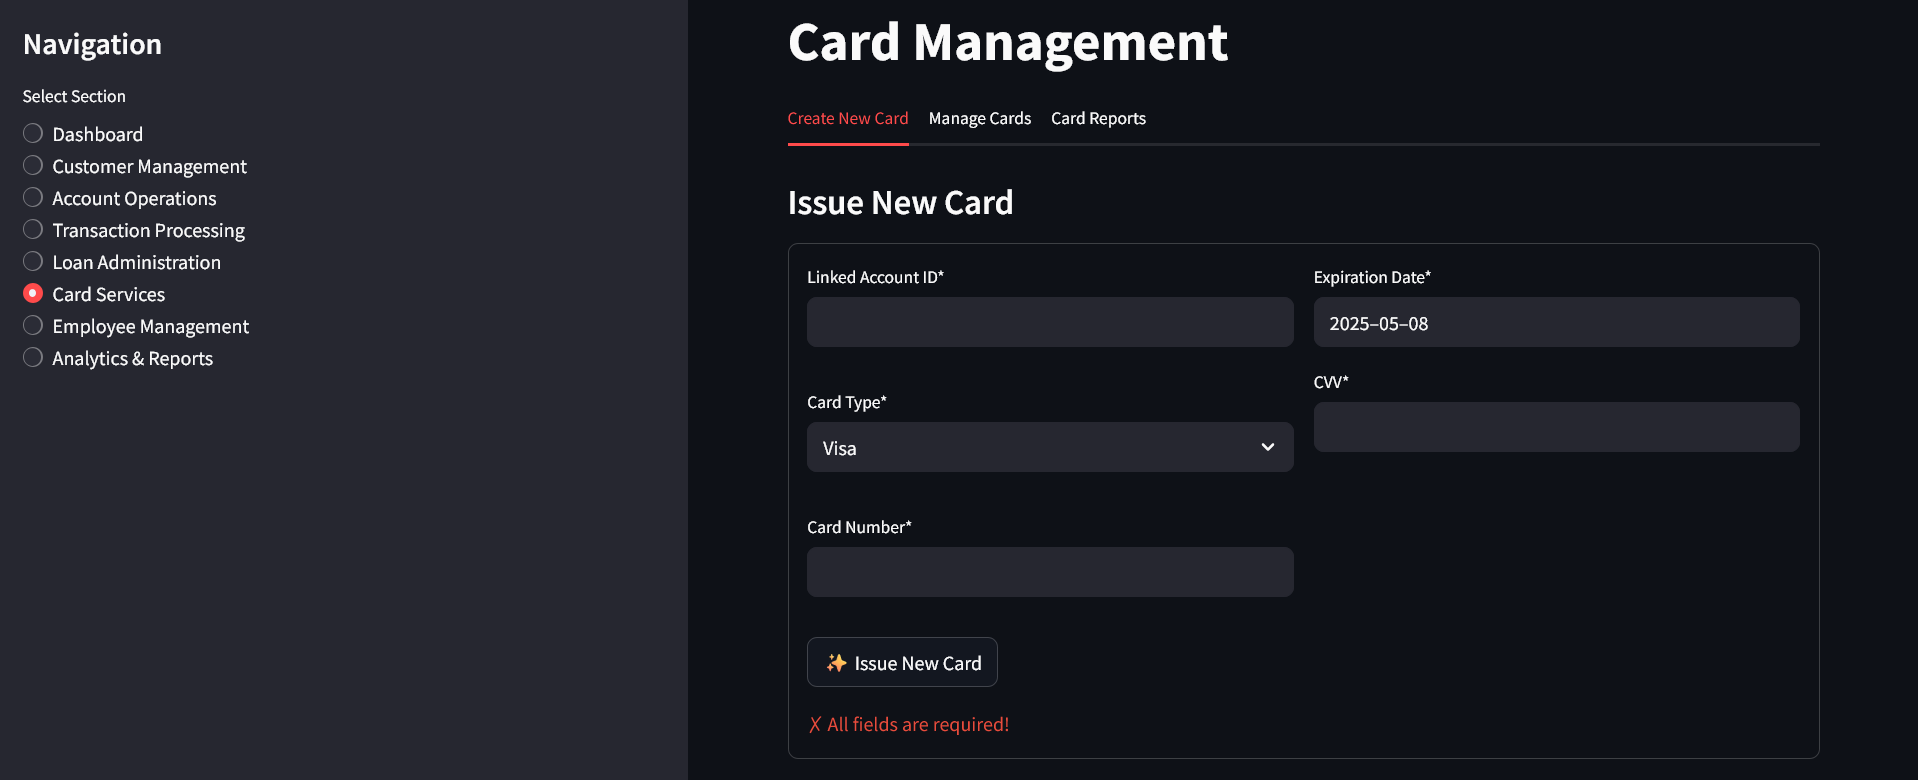 Navigation
Select Section
Dashboard
Customer Management
Account Operations
Transaction Processing
Loan Administration
Card Services
Employee Management
Analytics & Reports
Card Management
Create New Card
Manage Cards
Card Reports
Issue New Card
Linked Account ID*
Card Type*
Visa
Card Number*
Expiration Date*
2025–05–08
CVV*
✨ Issue New Card
✗ All fields are required!